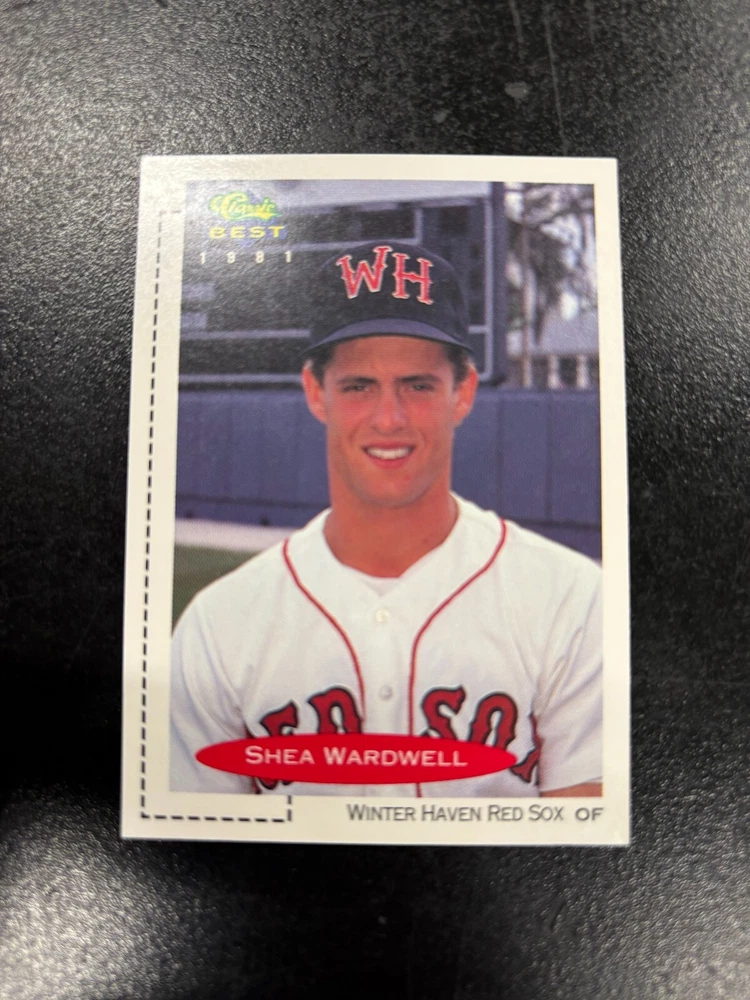 Classic
BEST
1991
WH
RED SOX
SHEA WARDWELL
WINTER HAVEN RED SOX OF